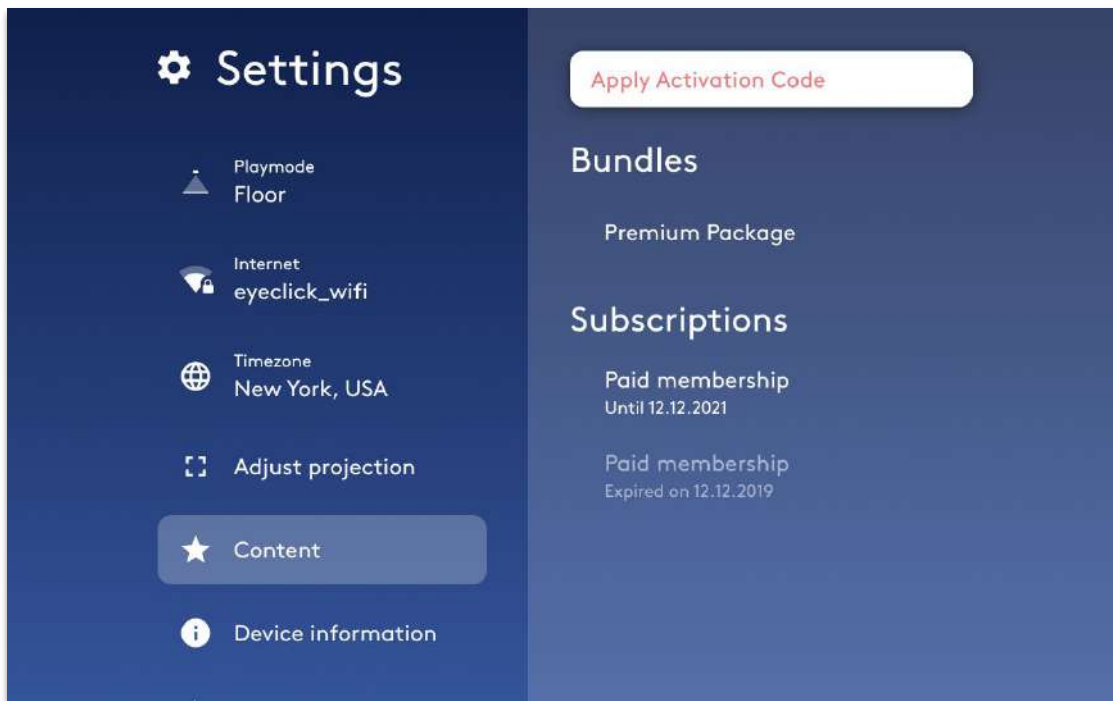 Settings
Playmode
Floor
Internet
eyeclick_wifi
Timezone
New York, USA
Adjust projection
Content
Device information
Apply Activation Code
Bundles
Premium Package
Subscriptions
Paid membership
Until 12.12.2021
Paid membership
Expired on 12.12.2019